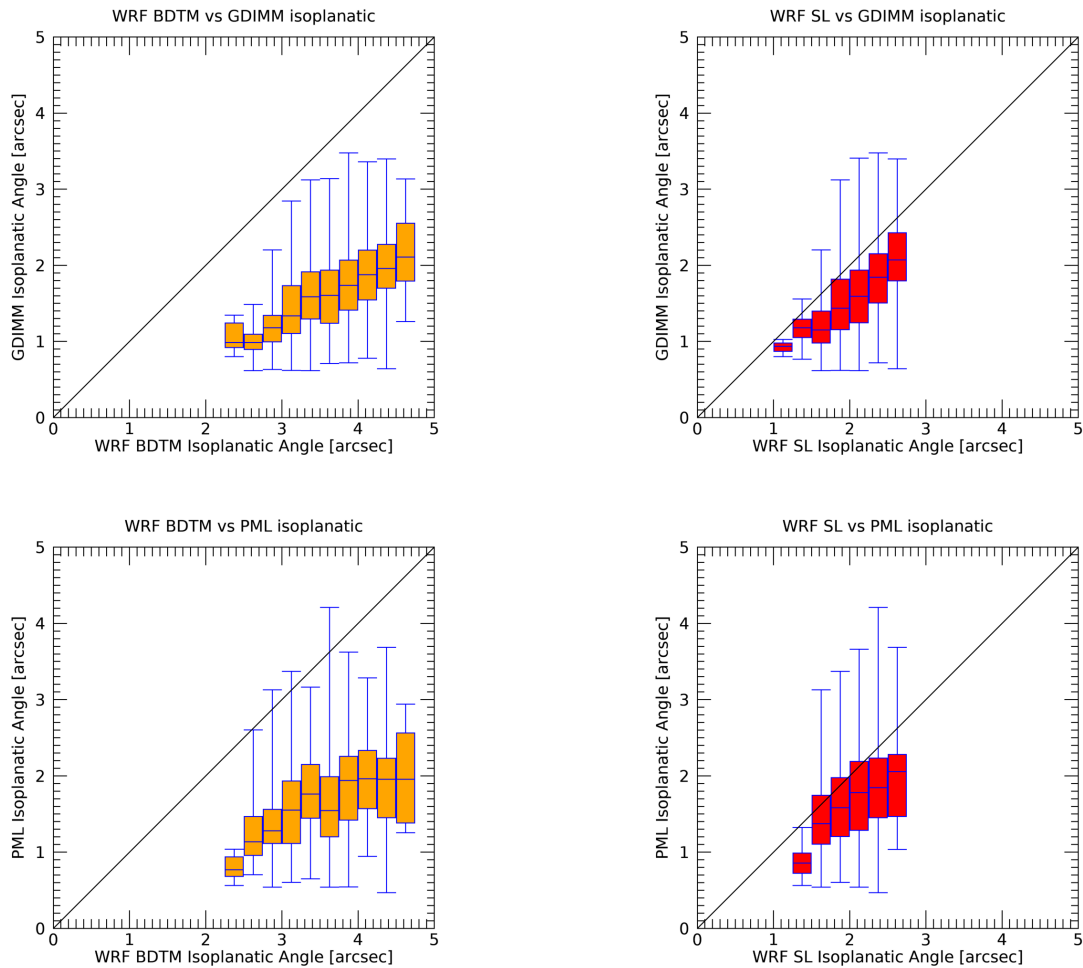 WRF BDTM vs GDIMM isoplanatic
5
4
3
2
1
0
GDIMM Isoplanatic Angle [arcsec]
0 1 2 3 4 5
WRF BDTM Isoplanatic Angle [arcsec]
WRF SL vs GDIMM isoplanatic
5
4
3
2
1
0
GDIMM Isoplanatic Angle [arcsec]
0 1 2 3 4 5
WRF SL Isoplanatic Angle [arcsec]
WRF BDTM vs PML isoplanatic
5
4
3
2
1
0
PML Isoplanatic Angle [arcsec]
0 1 2 3 4 5
WRF BDTM Isoplanatic Angle [arcsec]
WRF SL vs PML isoplanatic
5
4
3
2
1
0
PML Isoplanatic Angle [arcsec]
0 1 2 3 4 5
WRF SL Isoplanatic Angle [arcsec]